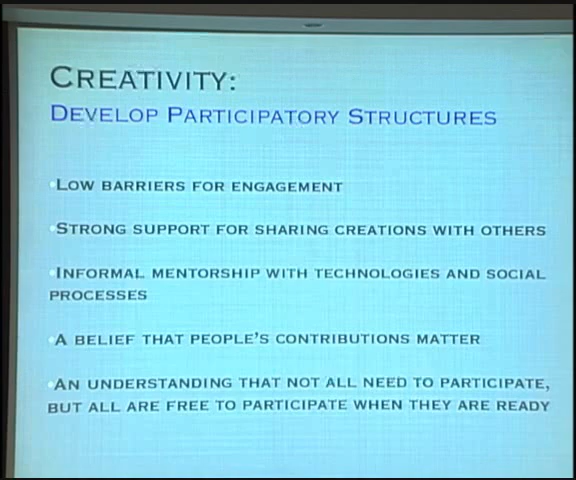 CREATIVITY:
DEVELOP PARTICIPATORY STRUCTURES
•LOW BARRIERS FOR ENGAGEMENT
•STRONG SUPPORT FOR SHARING CREATIONS WITH OTHERS
•INFORMAL MENTORSHIP WITH TECHNOLOGIES AND SOCIAL
PROCESSES
•A BELIEF THAT PEOPLE'S CONTRIBUTIONS MATTER
•AN UNDERSTANDING THAT NOT ALL NEED TO PARTICIPATE,
BUT ALL ARE FREE TO PARTICIPATE WHEN THEY ARE READY